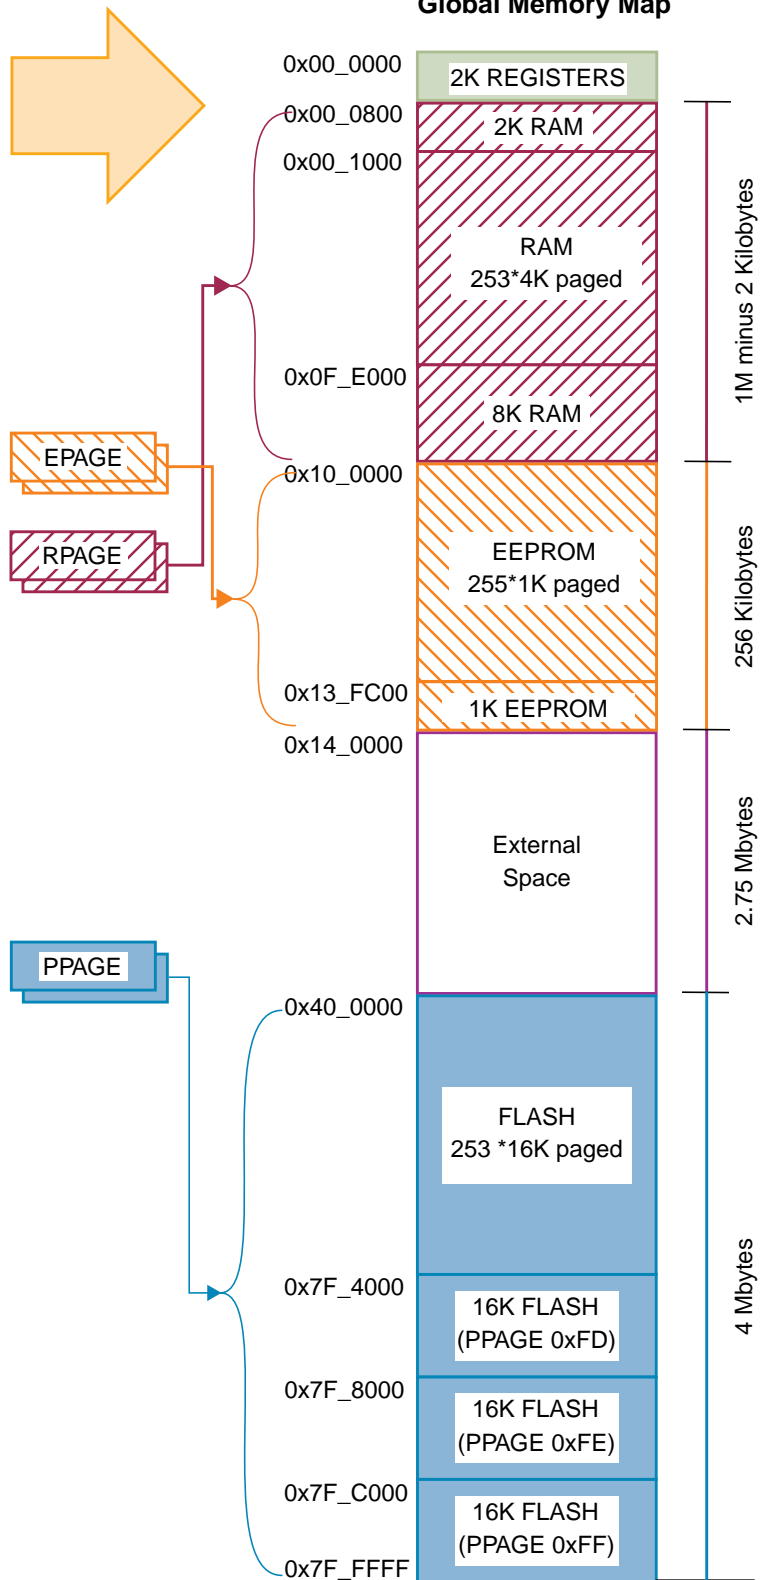 Global Memory Map
0x00_0000
2K REGISTERS
0x00_0800
2K RAM
0x00_1000
RAM
253*4K paged
1M minus 2 Kilobytes
0x0F_E000
8K RAM
EPAGE
0x10_0000
RPAGE
EEPROM
255*1K paged
256 Kilobytes
0x13_FC00
1K EEPROM
0x14_0000
External
Space
2.75 Mbytes
PPAGE
0x40_0000
FLASH
253 *16K paged
4 Mbytes
0x7F_4000
16K FLASH
(PPAGE 0xFD)
0x7F_8000
16K FLASH
(PPAGE 0xFE)
0x7F_C000
16K FLASH
(PPAGE 0xFF)
0x7F_FFFF